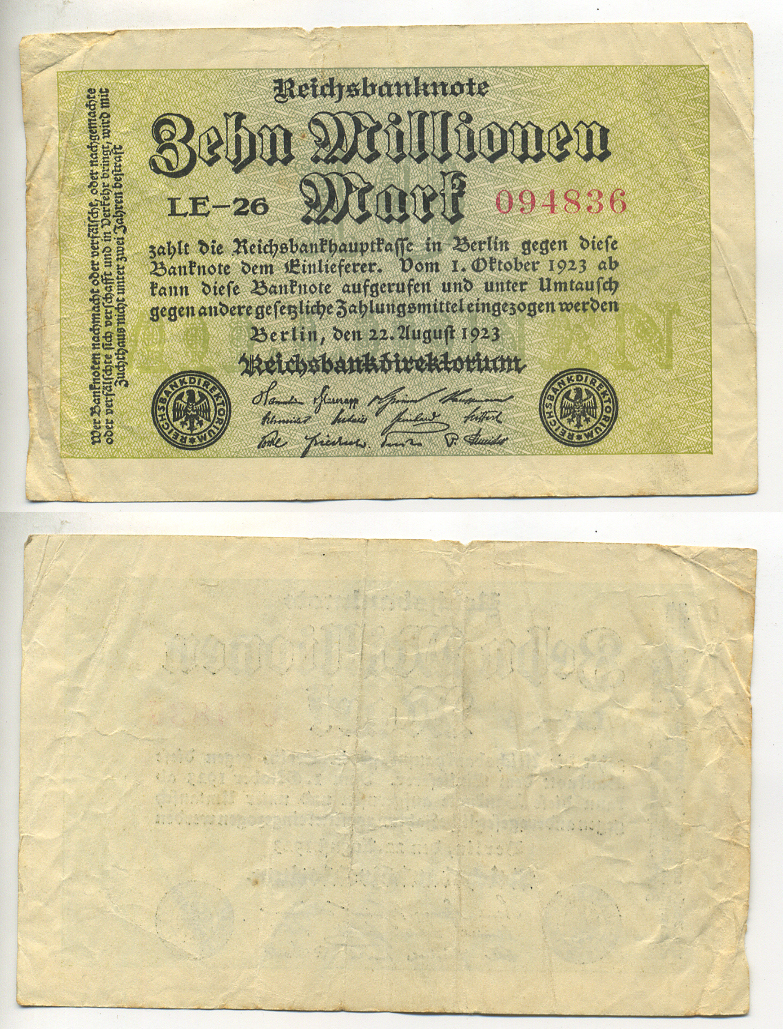 Reichsbanknote
Zehn Millionen
Mark
LE-26
094836
zahlt die Reichsbankhauptkasse in Berlin gegen diese
Banknote dem Einlieferer. Vom 1. Oktober 1923 ab
kann diese Banknote aufgerufen und unter Umtausch
gegen andere gesetzliche Zahlungsmittel eingezogen werden
Berlin, den 22. August 1923
Reichsbankdirektorium
REICHSBANKDIREKTORIUM
REICHSBANKDIREKTORIUM
Wer Banknoten nachmacht oder verfälscht, oder nachgemachte
oder verfälschte sich verschafft und in Verkehr bringt, wird mit
Zuchthaus nicht unter zwei Jahren bestraft